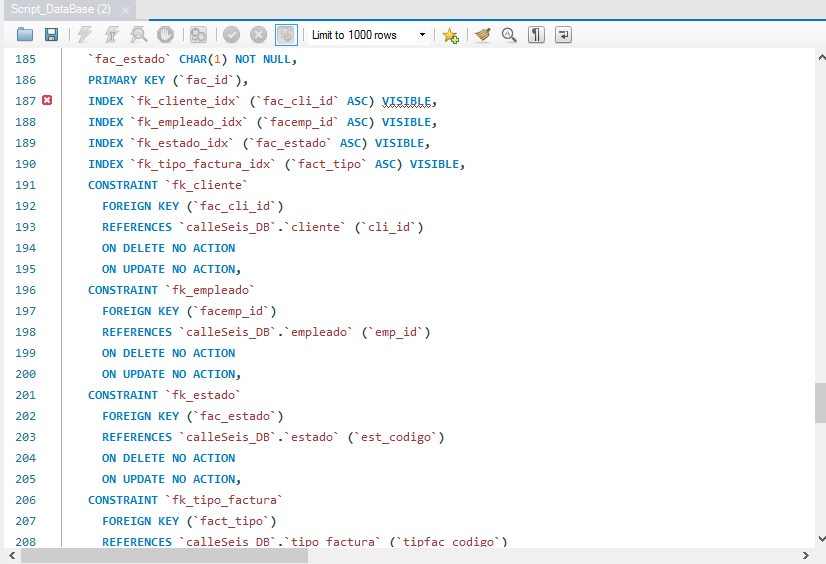 Script_DataBase (2)
Limit to 1000 rows
185 `fac_estado` CHAR(1) NOT NULL,
186 PRIMARY KEY (`fac_id`),
187 INDEX `fk_cliente_idx` (`fac_cli_id` ASC) VISIBLE,
188 INDEX `fk_empleado_idx` (`facemp_id` ASC) VISIBLE,
189 INDEX `fk_estado_idx` (`fac_estado` ASC) VISIBLE,
190 INDEX `fk_tipo_factura_idx` (`fact_tipo` ASC) VISIBLE,
191 CONSTRAINT `fk_cliente`
192 FOREIGN KEY (`fac_cli_id`)
193 REFERENCES `calleSeis_DB`.`cliente` (`cli_id`)
194 ON DELETE NO ACTION
195 ON UPDATE NO ACTION,
196 CONSTRAINT `fk_empleado`
197 FOREIGN KEY (`facemp_id`)
198 REFERENCES `calleSeis_DB`.`empleado` (`emp_id`)
199 ON DELETE NO ACTION
200 ON UPDATE NO ACTION,
201 CONSTRAINT `fk_estado`
202 FOREIGN KEY (`fac_estado`)
203 REFERENCES `calleSeis_DB`.`estado` (`est_codigo`)
204 ON DELETE NO ACTION
205 ON UPDATE NO ACTION,
206 CONSTRAINT `fk_tipo_factura`
207 FOREIGN KEY (`fact_tipo`)
208 REFERENCES `calleSeis_DB`.`tipo_factura` (`tipfac_codigo`)